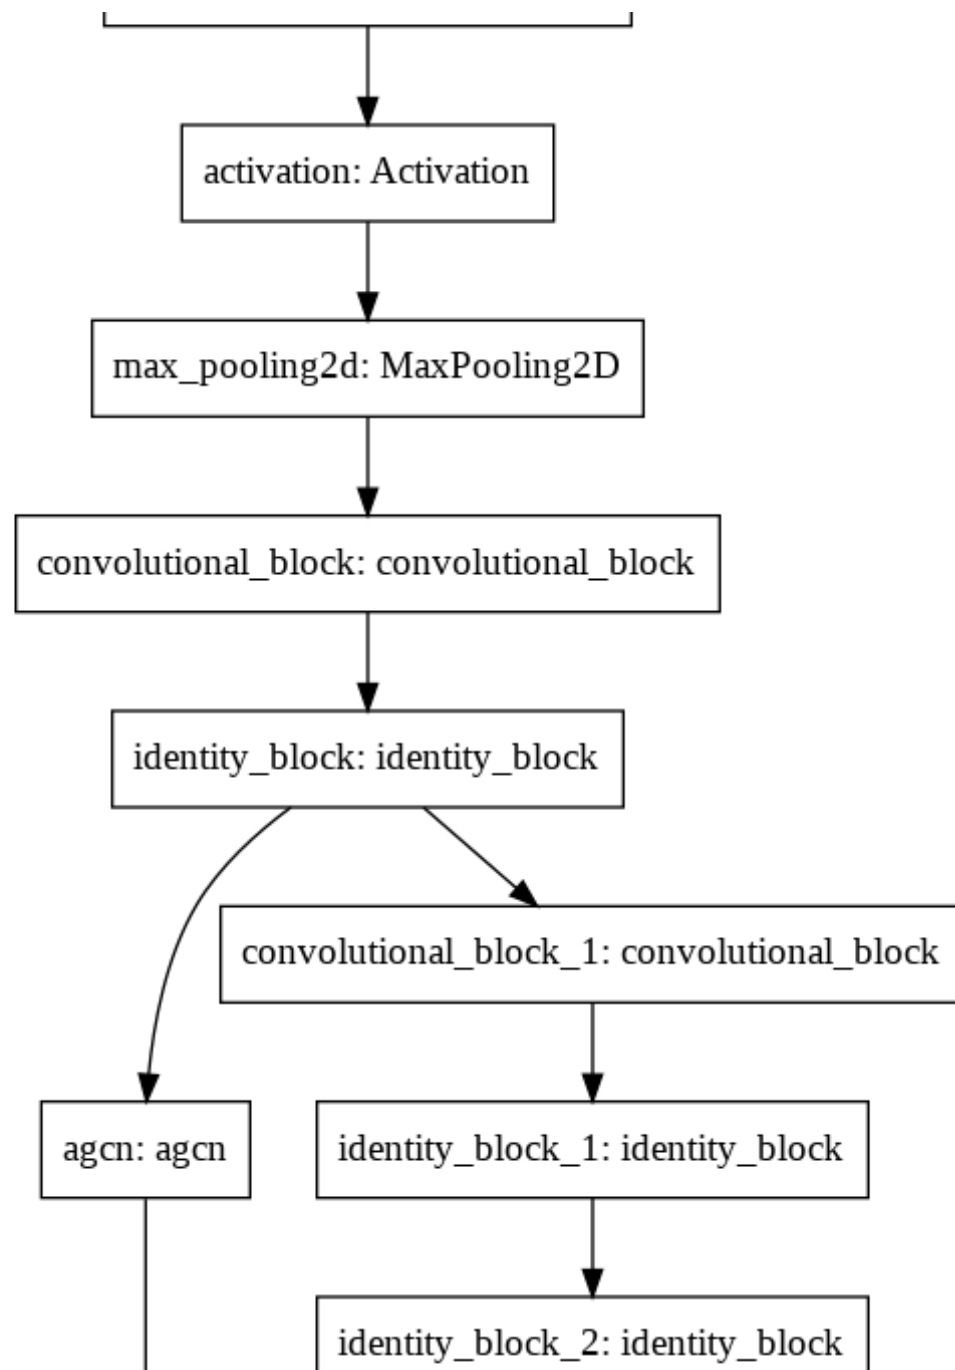 activation: Activation
max_pooling2d: MaxPooling2D
convolutional_block: convolutional_block
identity_block: identity_block
convolutional_block_1: convolutional_block
agcn: agcn
identity_block_1: identity_block
identity_block_2: identity_block